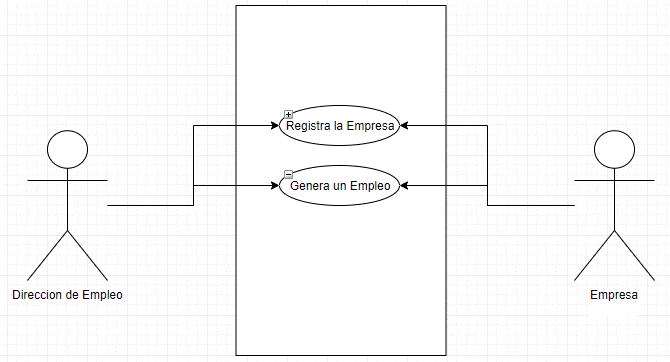 Registra la Empresa
Genera un Empleo
Direccion de Empleo
Empresa